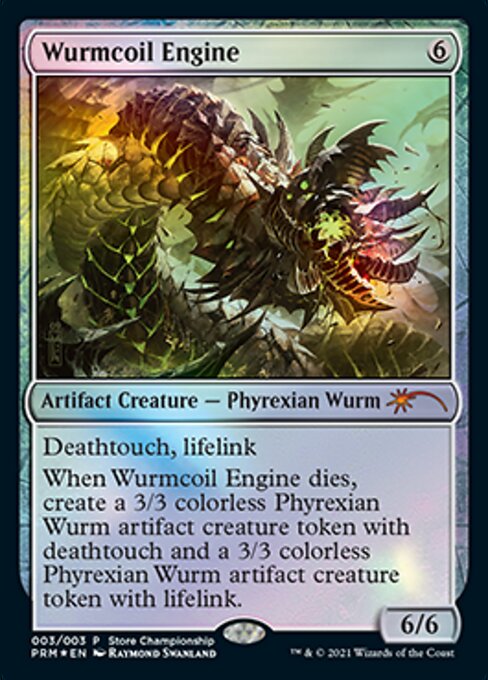 Wurmcoil Engine 6
Artifact Creature — Phyrexian Wurm
Deathtouch, lifelink
When Wurmcoil Engine dies,
create a 3/3 colorless Phyrexian
Wurm artifact creature token with
deathtouch and a 3/3 colorless
Phyrexian Wurm artifact creature
token with lifelink.
6/6
003/003 P Store Championship
PRM★EN Raymond Swanland
™ & © 2021 Wizards of the Coast